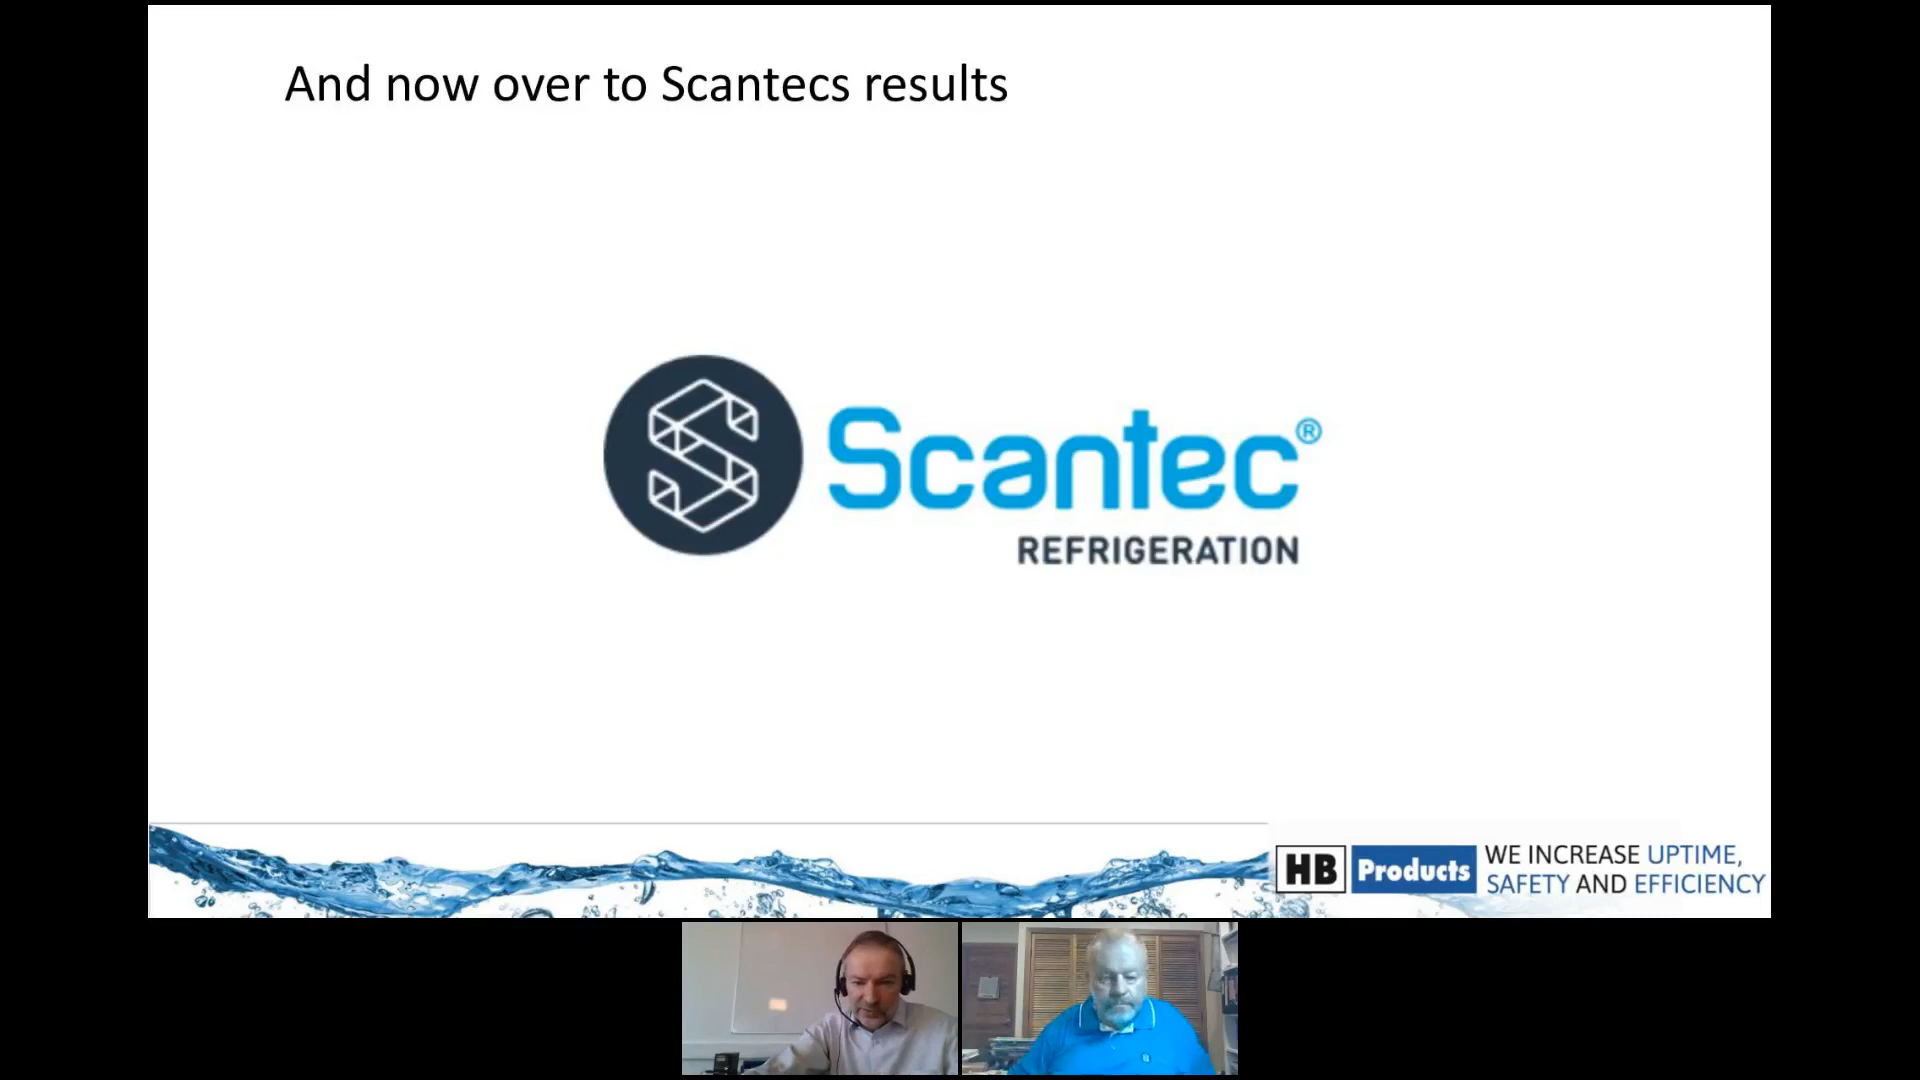 And now over to Scantecs results
Scantec®
REFRIGERATION
HB Products
WE INCREASE UPTIME,
SAFETY AND EFFICIENCY